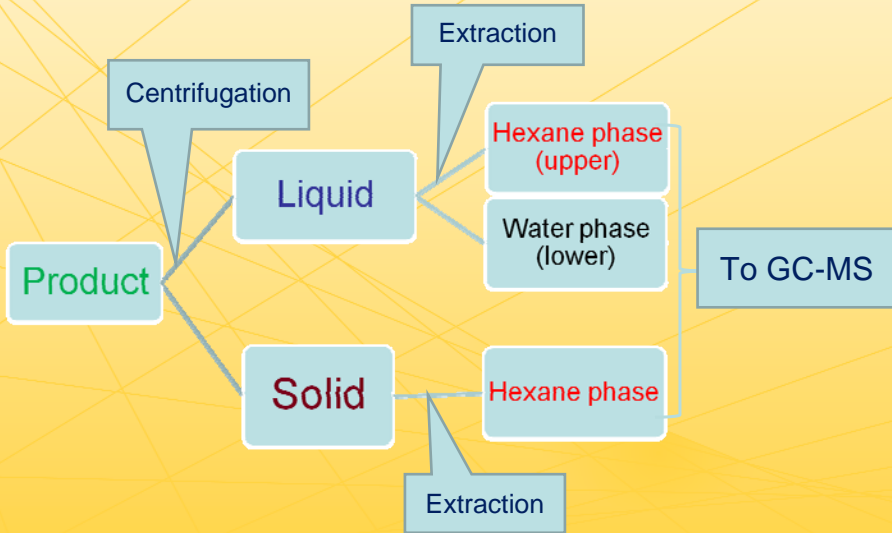 Extraction
Centrifugation
Hexane phase
(upper)
Liquid
Water phase
(lower)
Product
To GC-MS
Solid
Hexane phase
Extraction